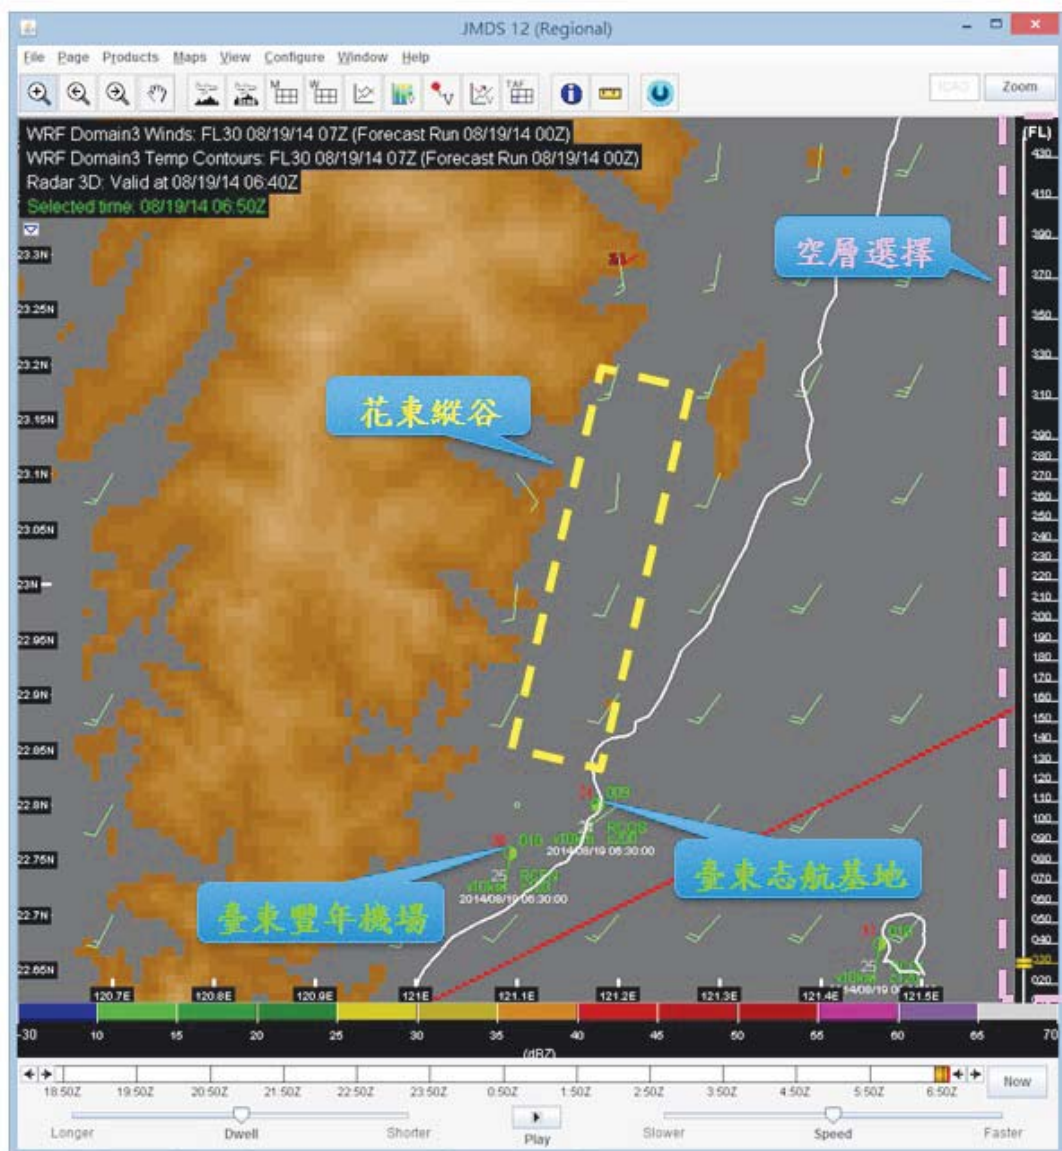 JMDS 12 (Regional)
File Page Products Maps View Configure Window Help
M W TAF
ICAO Zoom
WRF Domain3 Winds: FL30 08/19/14 07Z (Forecast Run 08/19/14 00Z)
WRF Domain3 Temp Contours: FL30 08/19/14 07Z (Forecast Run 08/19/14 00Z)
Radar 3D: Valid at 08/19/14 06:40Z
Selected time: 08/19/14 06:50Z
(FL)
430
410
390
370
350
330
310
290
280
270
260
250
240
230
220
210
200
190
180
170
160
150
140
130
120
110
100
090
080
070
060
050
040
030
020
空層選擇
花東縱谷
臺東志航基地
臺東豐年機場
23.3N
23.25N
23.2N
23.15N
23.1N
23.05N
23N
22.95N
22.9N
22.85N
22.8N
22.75N
22.7N
22.65N
009
24 RCQS
2014/08/19 06:30:00
010
25
2014/08/19 06:30:00
010
25
120.7E 120.8E 120.9E 121E 121.1E 121.2E 121.3E 121.4E 121.5E
-30 10 15 20 25 30 35 40 45 50 55 60 65 70
(dBZ)
18:50Z 19:50Z 20:50Z 21:50Z 22:50Z 23:50Z 0:50Z 1:50Z 2:50Z 3:50Z 4:50Z 5:50Z 6:50Z
Now
Longer Dwell Shorter Play Slower Speed Faster